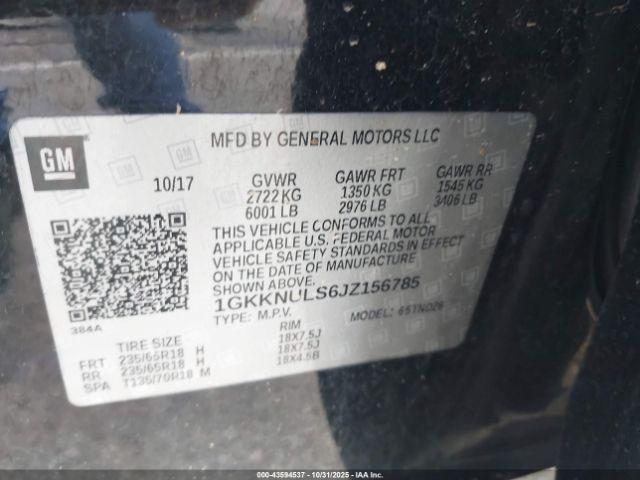 GM
MFD BY GENERAL MOTORS LLC
10/17
GVWR GAWR FRT GAWR RR
2722 KG 1350 KG 1545 KG
6001 LB 2976 LB 3406 LB
THIS VEHICLE CONFORMS TO ALL
APPLICABLE U.S. FEDERAL MOTOR
VEHICLE SAFETY STANDARDS IN EFFECT
ON THE DATE OF MANUFACTURE
SHOWN ABOVE.
1GKKNULS6JZ156785
TYPE: M.P.V. MODEL: 6STND26
384A
TIRE SIZE RIM
FRT 235/65R18 H 18X7.5J
RR 235/65R18 H 18X7.5J
SPA T135/70R18 M 18X4.5B
000-43594537 - 10/31/2025 - IAAI, Inc.